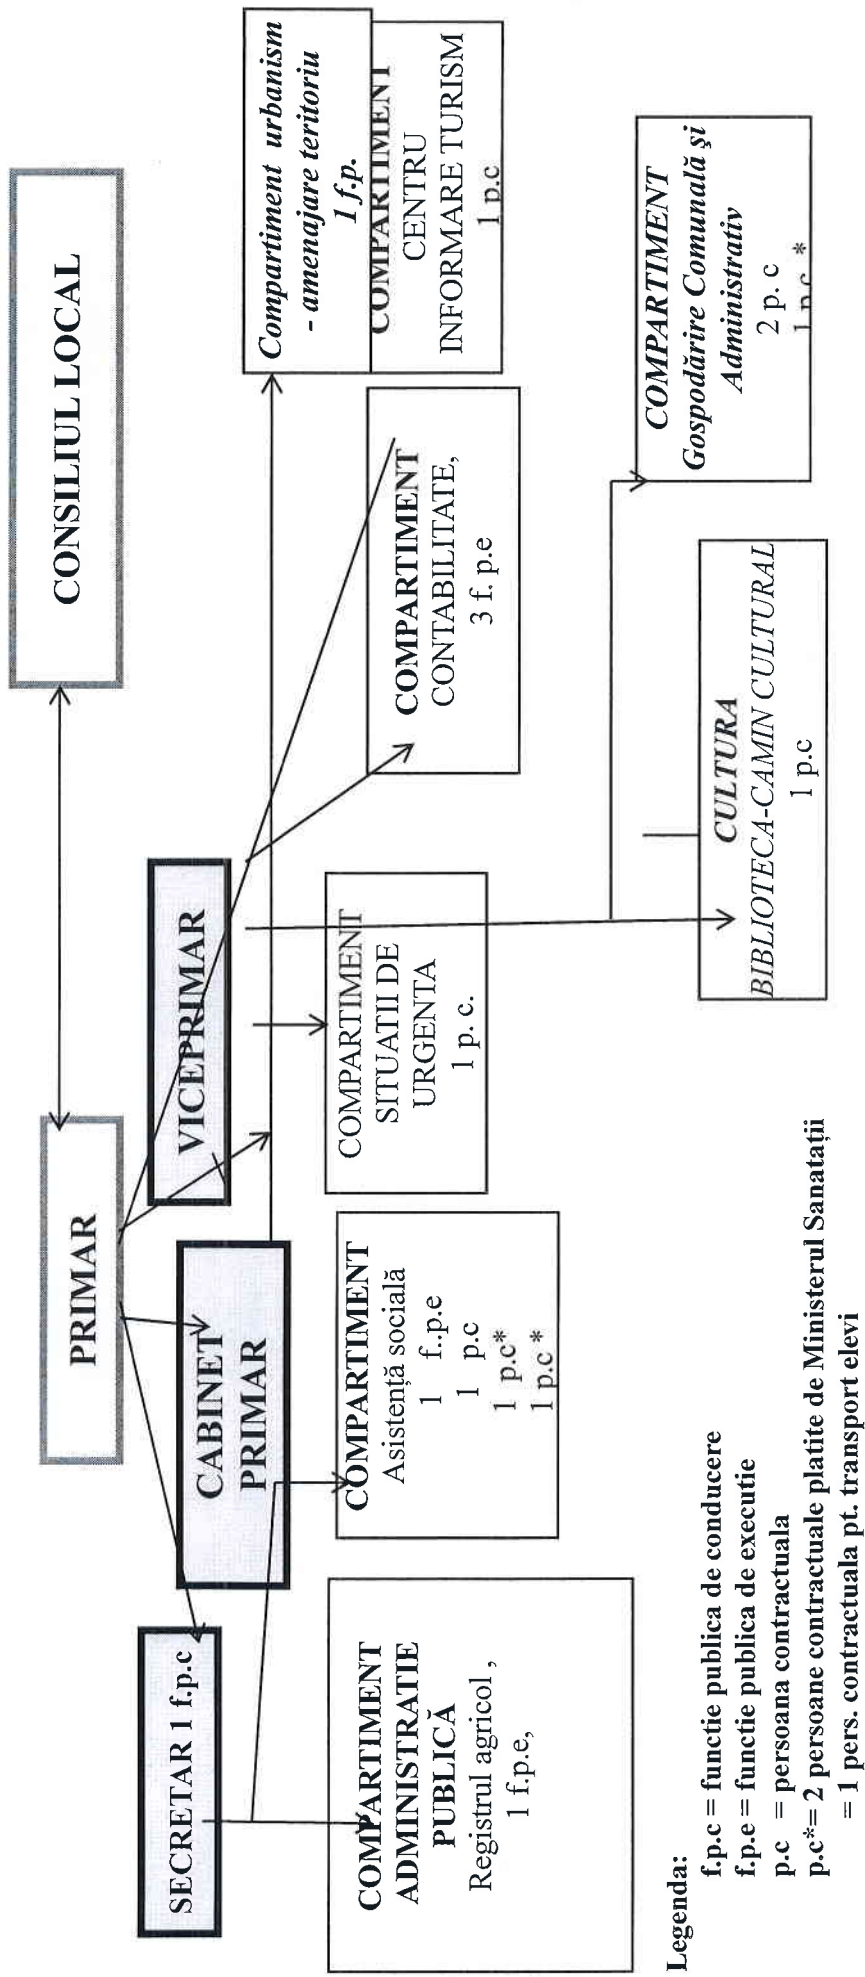 CONSILIUL LOCAL
PRIMAR
SECRETAR 1 f.p.c
CABINET
PRIMAR
VICEPRIMAR
Compartiment urbanism
- amenajare teritoriu
1 f.p.
COMPARTIMENT
CENTRU
INFORMARE TURISM
1 p.c
COMPARTIMENT
ADMINISTRATIE
PUBLICĂ
Registrul agricol ,
1 f.p.e,
COMPARTIMENT
Asistență socială
1 f..p.e
1 p.c
1 p.c*
1 p.c *
COMPARTIMENT
SITUATII DE
URGENTA
1 p. c.
COMPARTIMENT
CONTABILITATE,
3 f. p.e
CULTURA
BIBLIOTECA-CAMIN CULTURAL
1 p.c
COMPARTIMENT
Gospodărire Comunală şi
Administrativ
2 p. c
1 p.c *
Legenda:
f.p.c = functie publica de conducere
f.p.e = functie publica de executie
p.c = persoana contractuala
p.c*= 2 persoane contractuale platite de Ministerul Sanatații
= 1 pers. contractuala pt. transport elevi